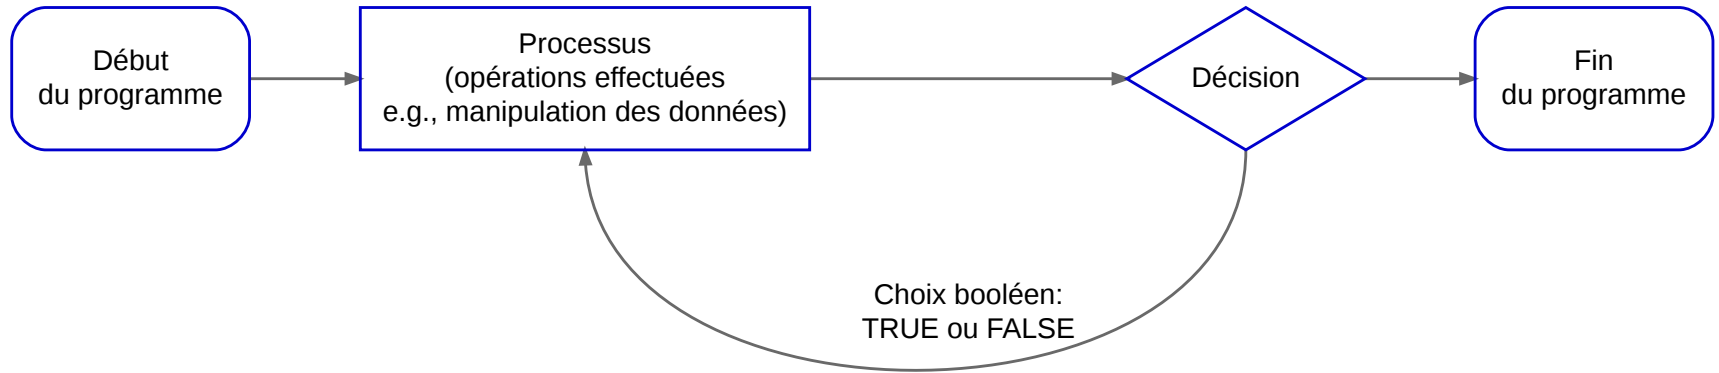 Début
du programme
Processus
(opérations effectuées
e.g., manipulation des données)
Décision
Fin
du programme
Choix booléen:
TRUE ou FALSE